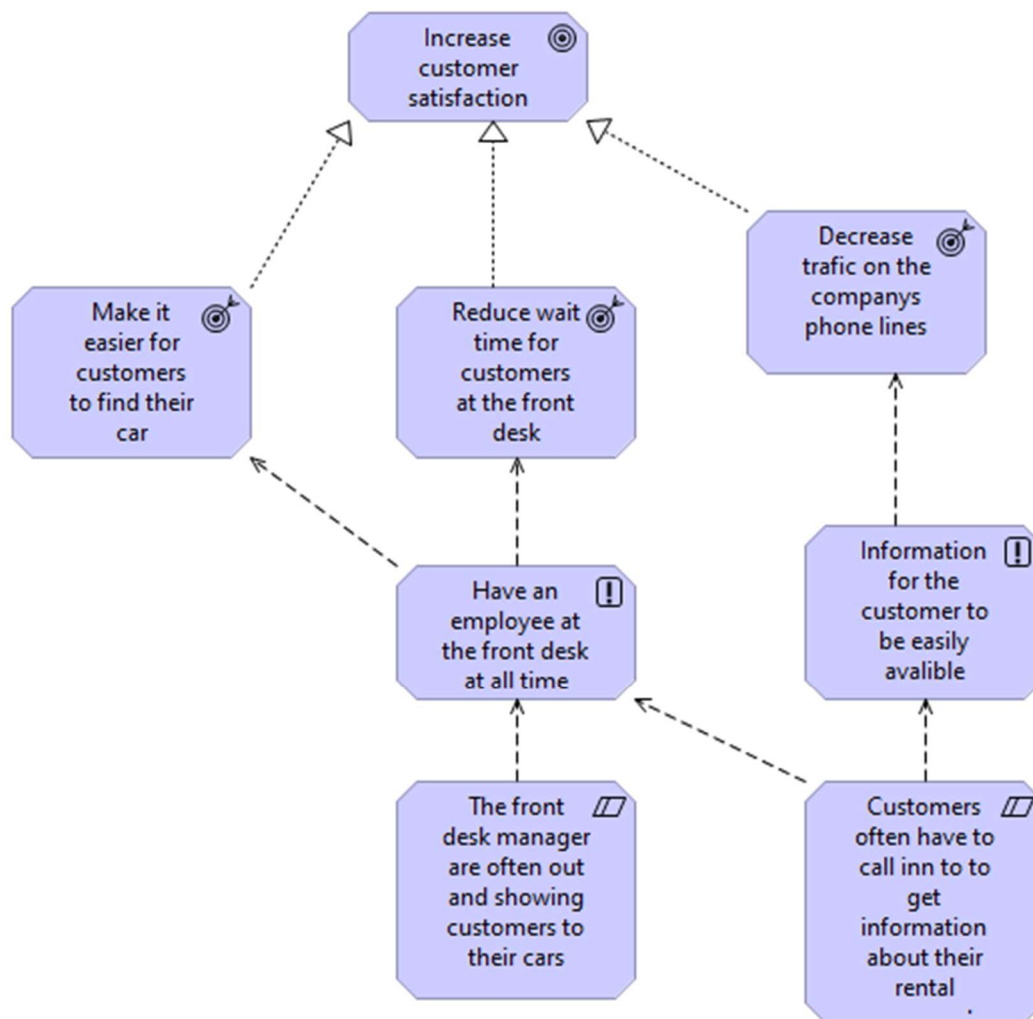 Increase
customer
satisfaction
Decrease
trafic on the
companys
phone lines
Make it
easier for
customers
to find their
car
Reduce wait
time for
customers
at the front
desk
Have an
employee at
the front desk
at all time
Information
for the
customer to
be easily
avalible
The front
desk manager
are often out
and showing
customers to
their cars
Customers
often have to
call inn to to
get
information
about their
rental